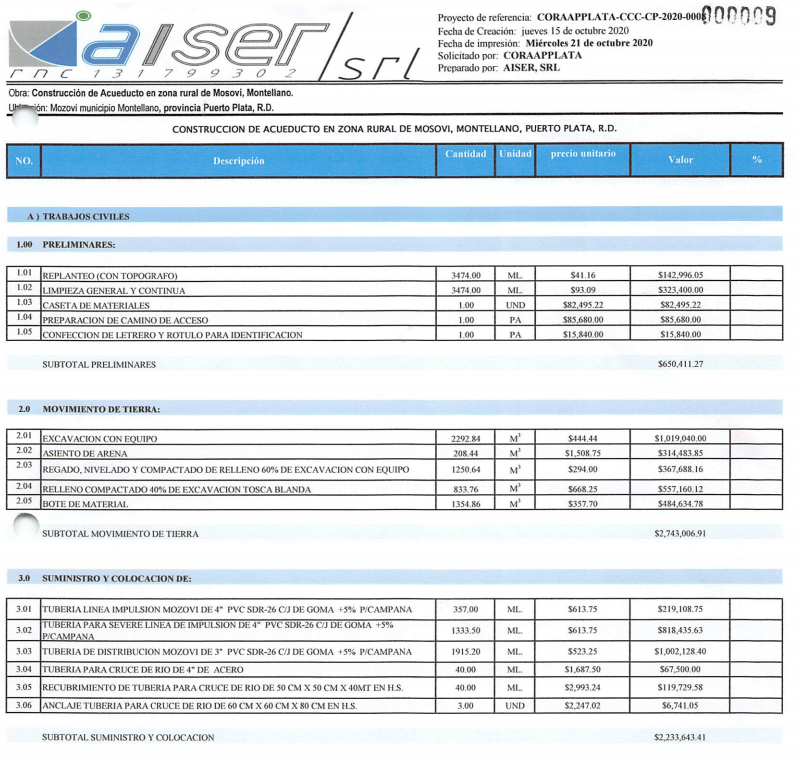 aiser/srl
rnc 131799302
000009
Proyecto de referencia: CORAAPPLATA-CCC-CP-2020-000
Fecha de Creación: jueves 15 de octubre 2020
Fecha de impresión: Miércoles 21 de octubre 2020
Solicitado por: CORAAPPLATA
Preparado por: AISER, SRL
Obra: Construcción de Acueducto en zona rural de Mosovi, Montellano.
Mozovi municipio Montellano, provincia Puerto Plata, R.D.
CONSTRUCCION DE ACUEDUCTO EN ZONA RURAL DE MOSOVI, MONTELLANO, PUERTO PLATA, R.D.
NO. Descripción Cantidad Unidad precio unitario Valor %
A ) TRABAJOS CIVILES
1.00 PRELIMINARES:
1.01 REPLANTEO (CON TOPOGRAFO) 3474.00 ML. $41.16 $142,996.05
1.02 LIMPIEZA GENERAL Y CONTINUA 3474.00 ML. $93.09 $323,400.00
1.03 CASETA DE MATERIALES 1.00 UND $82,495.22 $82,495.22
1.04 PREPARACION DE CAMINO DE ACCESO 1.00 PA $85,680.00 $85,680.00
1.05 CONFECCION DE LETRERO Y ROTULO PARA IDENTIFICACION 1.00 PA $15,840.00 $15,840.00
SUBTOTAL PRELIMINARES $650,411.27
2.0 MOVIMIENTO DE TIERRA:
2.01 EXCAVACION CON EQUIPO 2292.84 M³ $444.44 $1,019,040.00
2.02 ASIENTO DE ARENA 208.44 M³ $1,508.75 $314,483.85
2.03 REGADO, NIVELADO Y COMPACTADO DE RELLENO 60% DE EXCAVACION CON EQUIPO 1250.64 M³ $294.00 $367,688.16
2.04 RELLENO COMPACTADO 40% DE EXCAVACION TOSCA BLANDA 833.76 M³ $668.25 $557,160.12
2.05 BOTE DE MATERIAL 1354.86 M³ $357.70 $484,634.78
SUBTOTAL MOVIMIENTO DE TIERRA $2,743,006.91
3.0 SUMINISTRO Y COLOCACION DE:
3.01 TUBERIA LINEA IMPULSION MOZOVI DE 4" PVC SDR-26 C/J DE GOMA +5% P/CAMPANA 357.00 ML. $613.75 $219,108.75
3.02 TUBERIA PARA SEVERE LINEA DE IMPULSION DE 4" PVC SDR-26 C/J DE GOMA +5% P/CAMPANA 1333.50 ML. $613.75 $818,435.63
3.03 TUBERIA DE DISTRIBUCION MOZOVI DE 3" PVC SDR-26 C/J DE GOMA +5% P/CAMPANA 1915.20 ML. $523.25 $1,002,128.40
3.04 TUBERIA PARA CRUCE DE RIO DE 4" DE ACERO 40.00 ML. $1,687.50 $67,500.00
3.05 RECUBRIMIENTO DE TUBERIA PARA CRUCE DE RIO DE 50 CM X 50 CM X 40MT EN H.S. 40.00 ML. $2,993.24 $119,729.58
3.06 ANCLAJE TUBERIA PARA CRUCE DE RIO DE 60 CM X 60 CM X 80 CM EN H.S. 3.00 UND $2,247.02 $6,741.05
SUBTOTAL SUMINISTRO Y COLOCACION $2,233,643.41